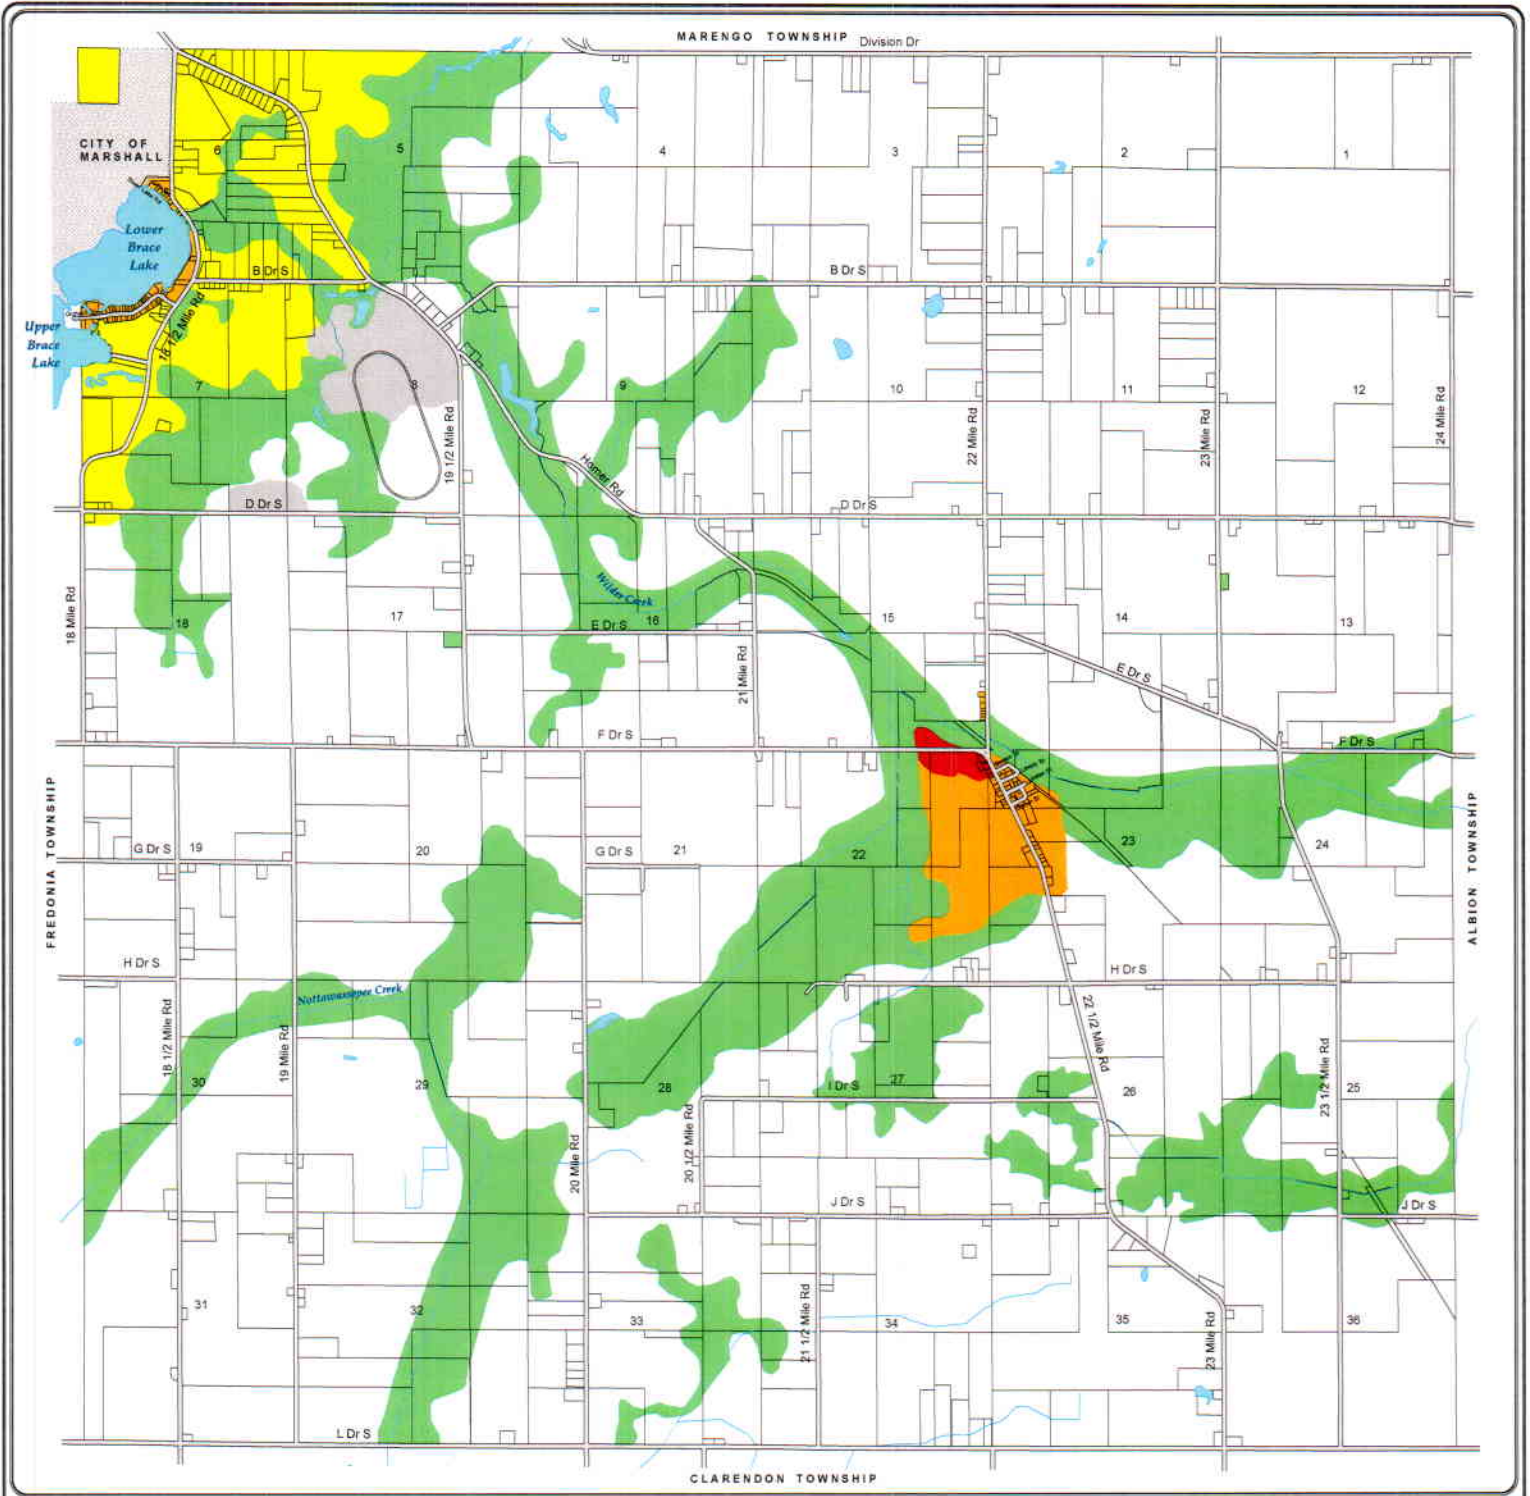 MARENGO TOWNSHIP
Division Dr
CITY OF
MARSHALL
6
5
4
3
2
1
Lower
Brace
Lake
B Dr S
B Dr S
Upper
Brace
Lake
18 1/2 Mile Rd
7
8
9
10
11
12
19 1/2 Mile Rd
22 Mile Rd
23 Mile Rd
24 Mile Rd
Homer Rd
D Dr S
D Dr S
18 Mile Rd
Wilder Creek
18
17
E Dr S
16
15
14
13
21 Mile Rd
E Dr S
F Dr S
F Dr S
FREDONIA TOWNSHIP
ALBION TOWNSHIP
G Dr S
19
20
G Dr S
21
22
23
24
H Dr S
H Dr S
Nottawaseepee Creek
18 1/2 Mile Rd
19 Mile Rd
22 1/2 Mile Rd
23 1/2 Mile Rd
30
29
28
I Dr S
27
26
25
20 Mile Rd
20 1/2 Mile Rd
J Dr S
J Dr S
31
32
33
21 1/2 Mile Rd
34
35
23 Mile Rd
36
L Dr S
CLARENDON TOWNSHIP